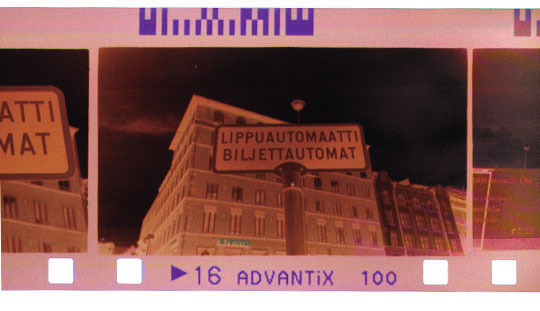 ATTI
MAT
LIPPUAUTOMAATTI
BILJETTAUTOMAT
▶16 ADVANTiX 100